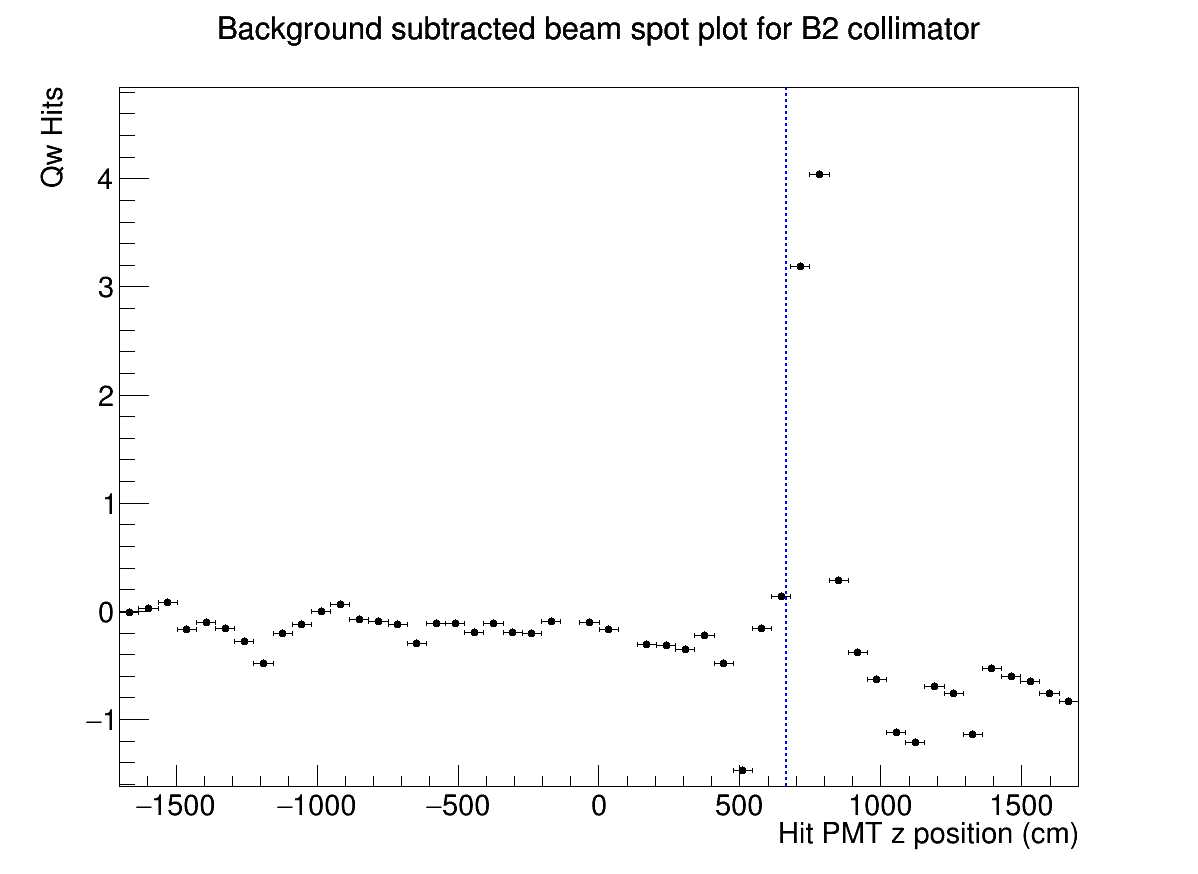 Background subtracted beam spot plot for B2 collimator
Qw Hits
4
3
2
1
0
−1
−1500 −1000 −500 0 500 1000 1500
Hit PMT z position (cm)